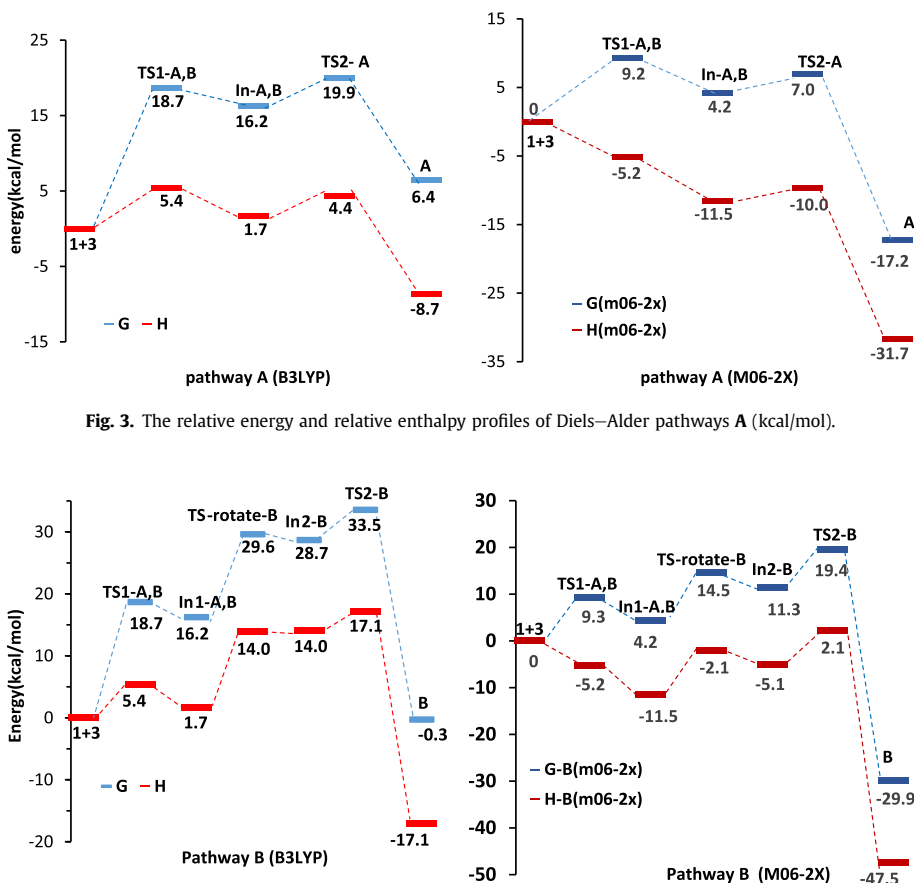 25
15
5
-5
-15
energy(kcal/mol)
TS1-A,B
18.7
In-A,B
16.2
TS2- A
19.9
A
6.4
1+3
5.4
1.7
4.4
-8.7
G H
pathway A (B3LYP)
15
5
-5
-15
-25
-35
TS1-A,B
9.2
In-A,B
4.2
TS2-A
7.0
0
1+3
-5.2
-11.5
-10.0
A
-17.2
-31.7
G(m06-2x)
H(m06-2x)
pathway A (M06-2X)
Fig. 3. The relative energy and relative enthalpy profiles of Diels–Alder pathways A (kcal/mol).
30
20
10
0
-10
-20
Energy(kcal/mol)
TS1-A,B
18.7
In1-A,B
16.2
TS-rotate-B
29.6
In2-B
28.7
TS2-B
33.5
B
-0.3
1+3
5.4
1.7
14.0
14.0
17.1
-17.1
G H
Pathway B (B3LYP)
30
20
10
0
-10
-20
-30
-40
-50
TS1-A,B
9.3
In1-A,B
4.2
TS-rotate-B
14.5
In2-B
11.3
TS2-B
19.4
1+3
0
-5.2
-11.5
-2.1
-5.1
2.1
B
-29.9
-47.5
G-B(m06-2x)
H-B(m06-2x)
Pathway B (M06-2X)